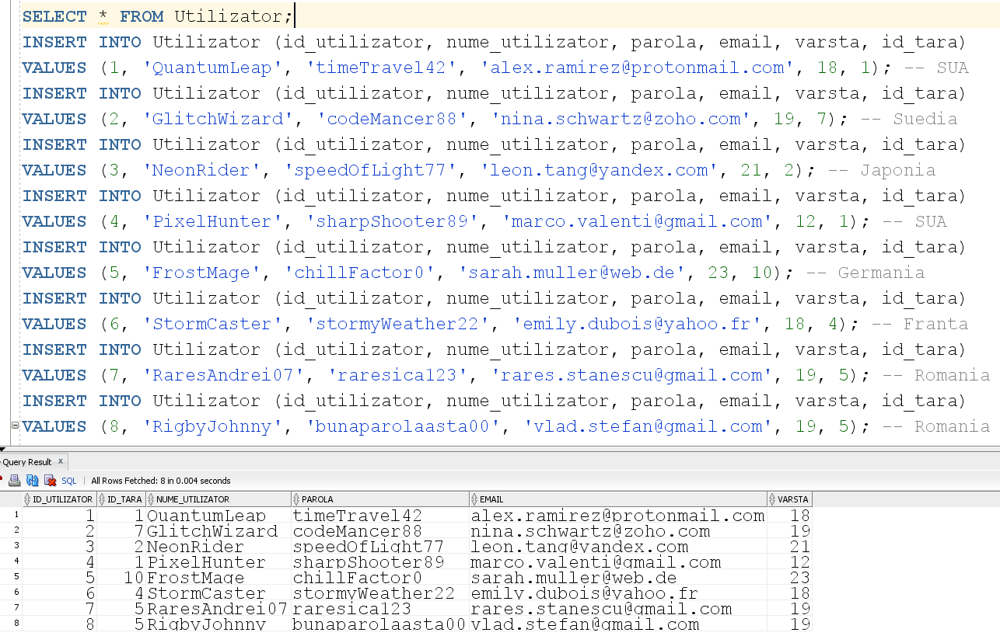 SELECT * FROM Utilizator;
INSERT INTO Utilizator (id_utilizator, nume_utilizator, parola, email, varsta, id_tara)
VALUES (1, 'QuantumLeap', 'timeTravel42', 'alex.ramirez@protonmail.com', 18, 1); -- SUA
INSERT INTO Utilizator (id_utilizator, nume_utilizator, parola, email, varsta, id_tara)
VALUES (2, 'GlitchWizard', 'codeMancer88', 'nina.schwartz@zoho.com', 19, 7); -- Suedia
INSERT INTO Utilizator (id_utilizator, nume_utilizator, parola, email, varsta, id_tara)
VALUES (3, 'NeonRider', 'speedOfLight77', 'leon.tang@yandex.com', 21, 2); -- Japonia
INSERT INTO Utilizator (id_utilizator, nume_utilizator, parola, email, varsta, id_tara)
VALUES (4, 'PixelHunter', 'sharpShooter89', 'marco.valenti@gmail.com', 12, 1); -- SUA
INSERT INTO Utilizator (id_utilizator, nume_utilizator, parola, email, varsta, id_tara)
VALUES (5, 'FrostMage', 'chillFactor0', 'sarah.muller@web.de', 23, 10); -- Germania
INSERT INTO Utilizator (id_utilizator, nume_utilizator, parola, email, varsta, id_tara)
VALUES (6, 'StormCaster', 'stormyWeather22', 'emily.dubois@yahoo.fr', 18, 4); -- Franta
INSERT INTO Utilizator (id_utilizator, nume_utilizator, parola, email, varsta, id_tara)
VALUES (7, 'RaresAndrei07', 'raresica123', 'rares.stanescu@gmail.com', 19, 5); -- Romania
INSERT INTO Utilizator (id_utilizator, nume_utilizator, parola, email, varsta, id_tara)
VALUES (8, 'RigbyJohnny', 'bunaparolaasta00', 'vlad.stefan@gmail.com', 19, 5); -- Romania
Query Result x
SQL | All Rows Fetched: 8 in 0.004 seconds
ID_UTILIZATOR ID_TARA NUME_UTILIZATOR PAROLA EMAIL VARSTA
1 1 1 QuantumLeap timeTravel42 alex.ramirez@protonmail.com 18
2 2 7 GlitchWizard codeMancer88 nina.schwartz@zoho.com 19
3 3 2 NeonRider speedOfLight77 leon.tang@yandex.com 21
4 4 1 PixelHunter sharpShooter89 marco.valenti@gmail.com 12
5 5 10 FrostMage chillFactor0 sarah.muller@web.de 23
6 6 4 StormCaster stormyWeather22 emily.dubois@yahoo.fr 18
7 7 5 RaresAndrei07 raresica123 rares.stanescu@gmail.com 19
8 8 5 RigbyJohnny bunaparolaasta00 vlad.stefan@gmail.com 19